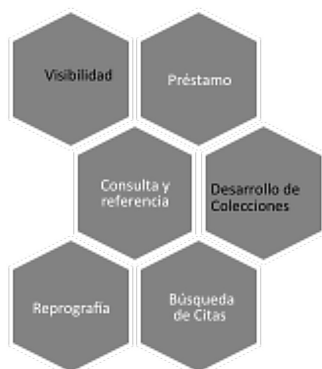 Visibilidad
Préstamo
Consulta y
referencia
Desarrollo de
Colecciones
Reprografía
Búsqueda
de Citas